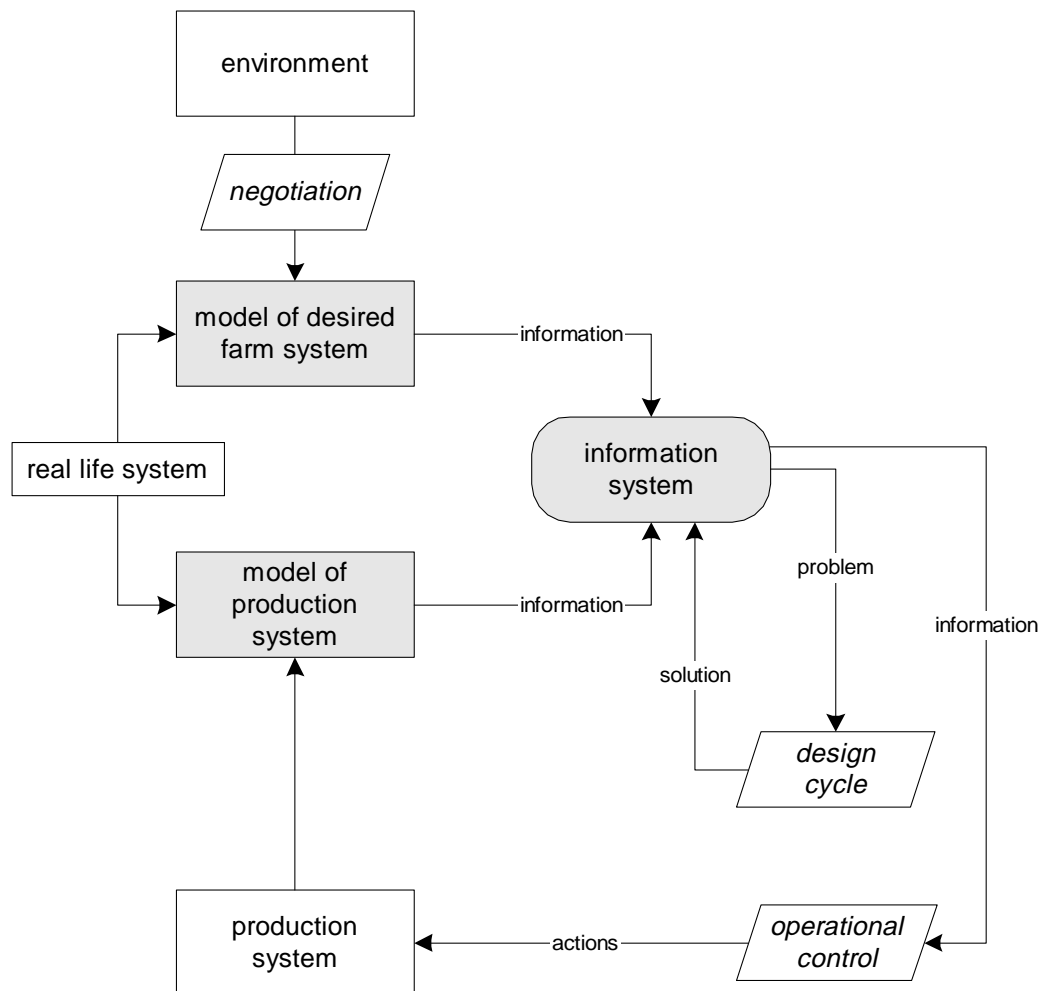 environment
negotiation
model of desired
farm system
information
real life system
information
system
model of
production
system
information
problem
information
solution
design
cycle
production
system
actions
operational
control